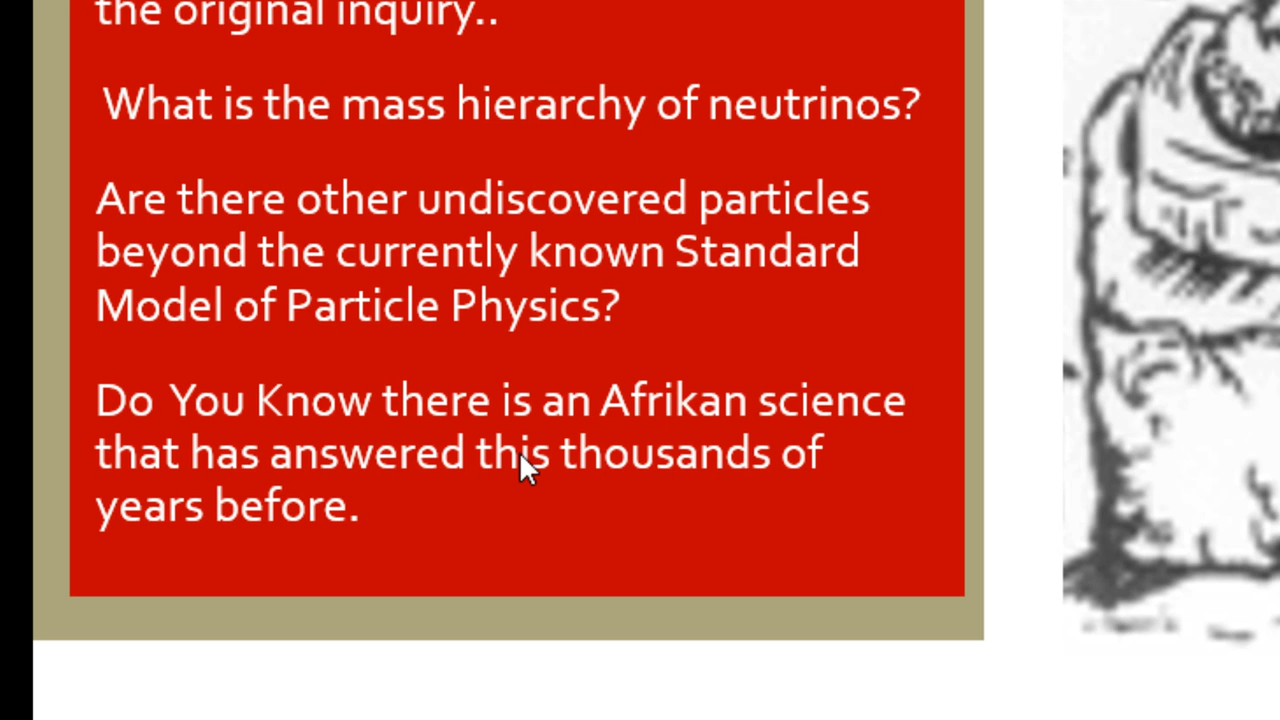 the original inquiry..
What is the mass hierarchy of neutrinos?
Are there other undiscovered particles
beyond the currently known Standard
Model of Particle Physics?
Do You Know there is an Afrikan science
that has answered this thousands of
years before.